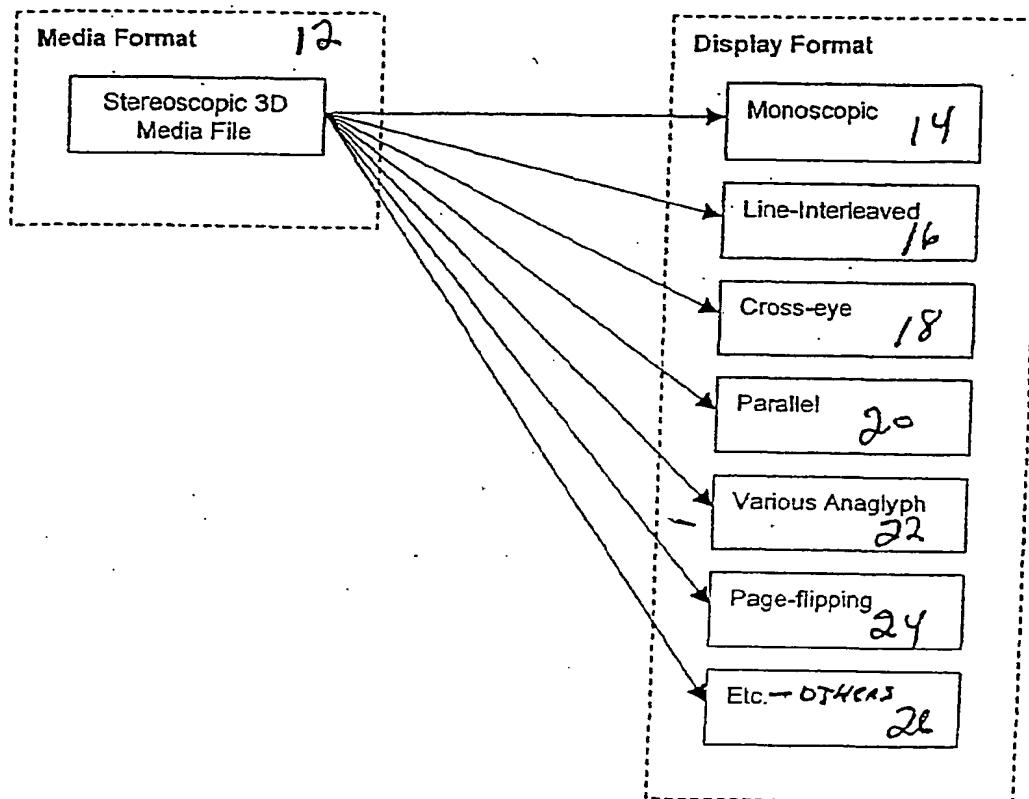 Media Format 12
Stereoscopic 3D
Media File
Display Format
Monoscopic 14
Line-Interleaved
16
Cross-eye 18
Parallel 20
Various Anaglyph
22
Page-flipping
24
Etc. - OTHERS
26